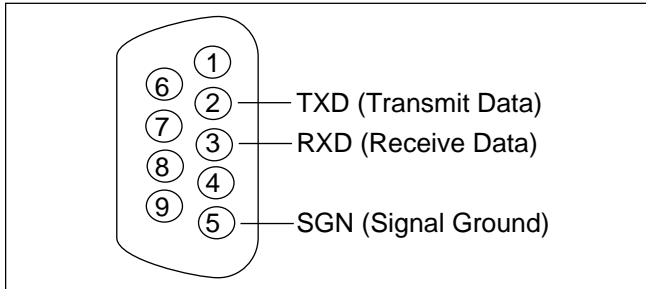 1
6
2 TXD (Transmit Data)
7
3 RXD (Receive Data)
8
4
9
5 SGN (Signal Ground)